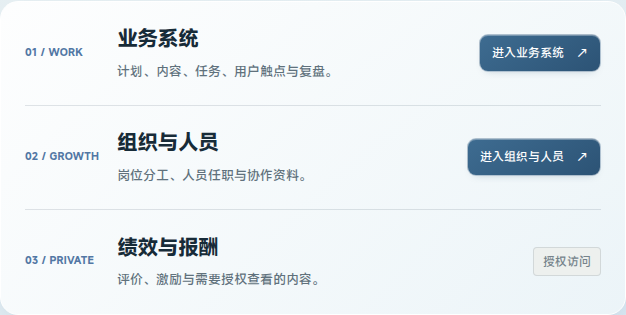 01 / WORK
业务系统
计划、内容、任务、用户触点与复盘。
进入业务系统 ↗
02 / GROWTH
组织与人员
岗位分工、人员任职与协作资料。
进入组织与人员 ↗
03 / PRIVATE
绩效与报酬
评价、激励与需要授权查看的内容。
授权访问